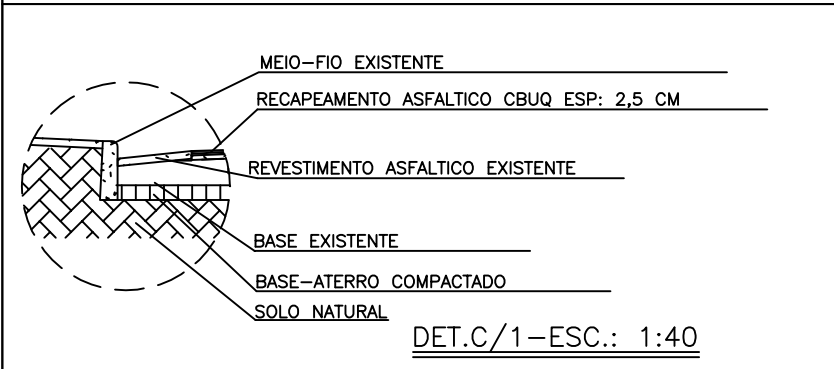 MEIO-FIO EXISTENTE
RECAPEAMENTO ASFALTICO CBUQ ESP: 2,5 CM
REVESTIMENTO ASFALTICO EXISTENTE
BASE EXISTENTE
BASE-ATERRO COMPACTADO
SOLO NATURAL
DET.C/1-ESC.: 1:40